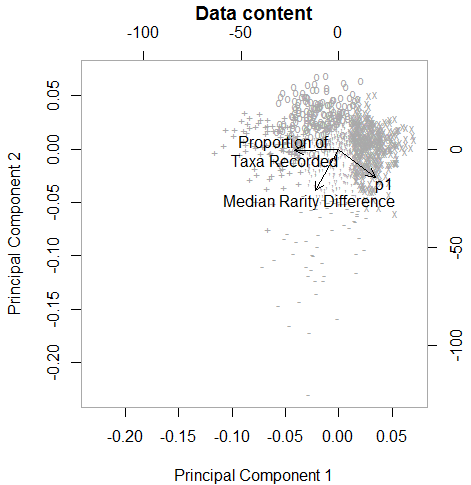 Data content
-100 -50 0
0.05
0.00
-0.05
-0.10
-0.15
-0.20
Principal Component 2
Proportion of
Taxa Recorded
p1
Median Rarity Difference
0
-50
-100
-0.20 -0.15 -0.10 -0.05 0.00 0.05
Principal Component 1